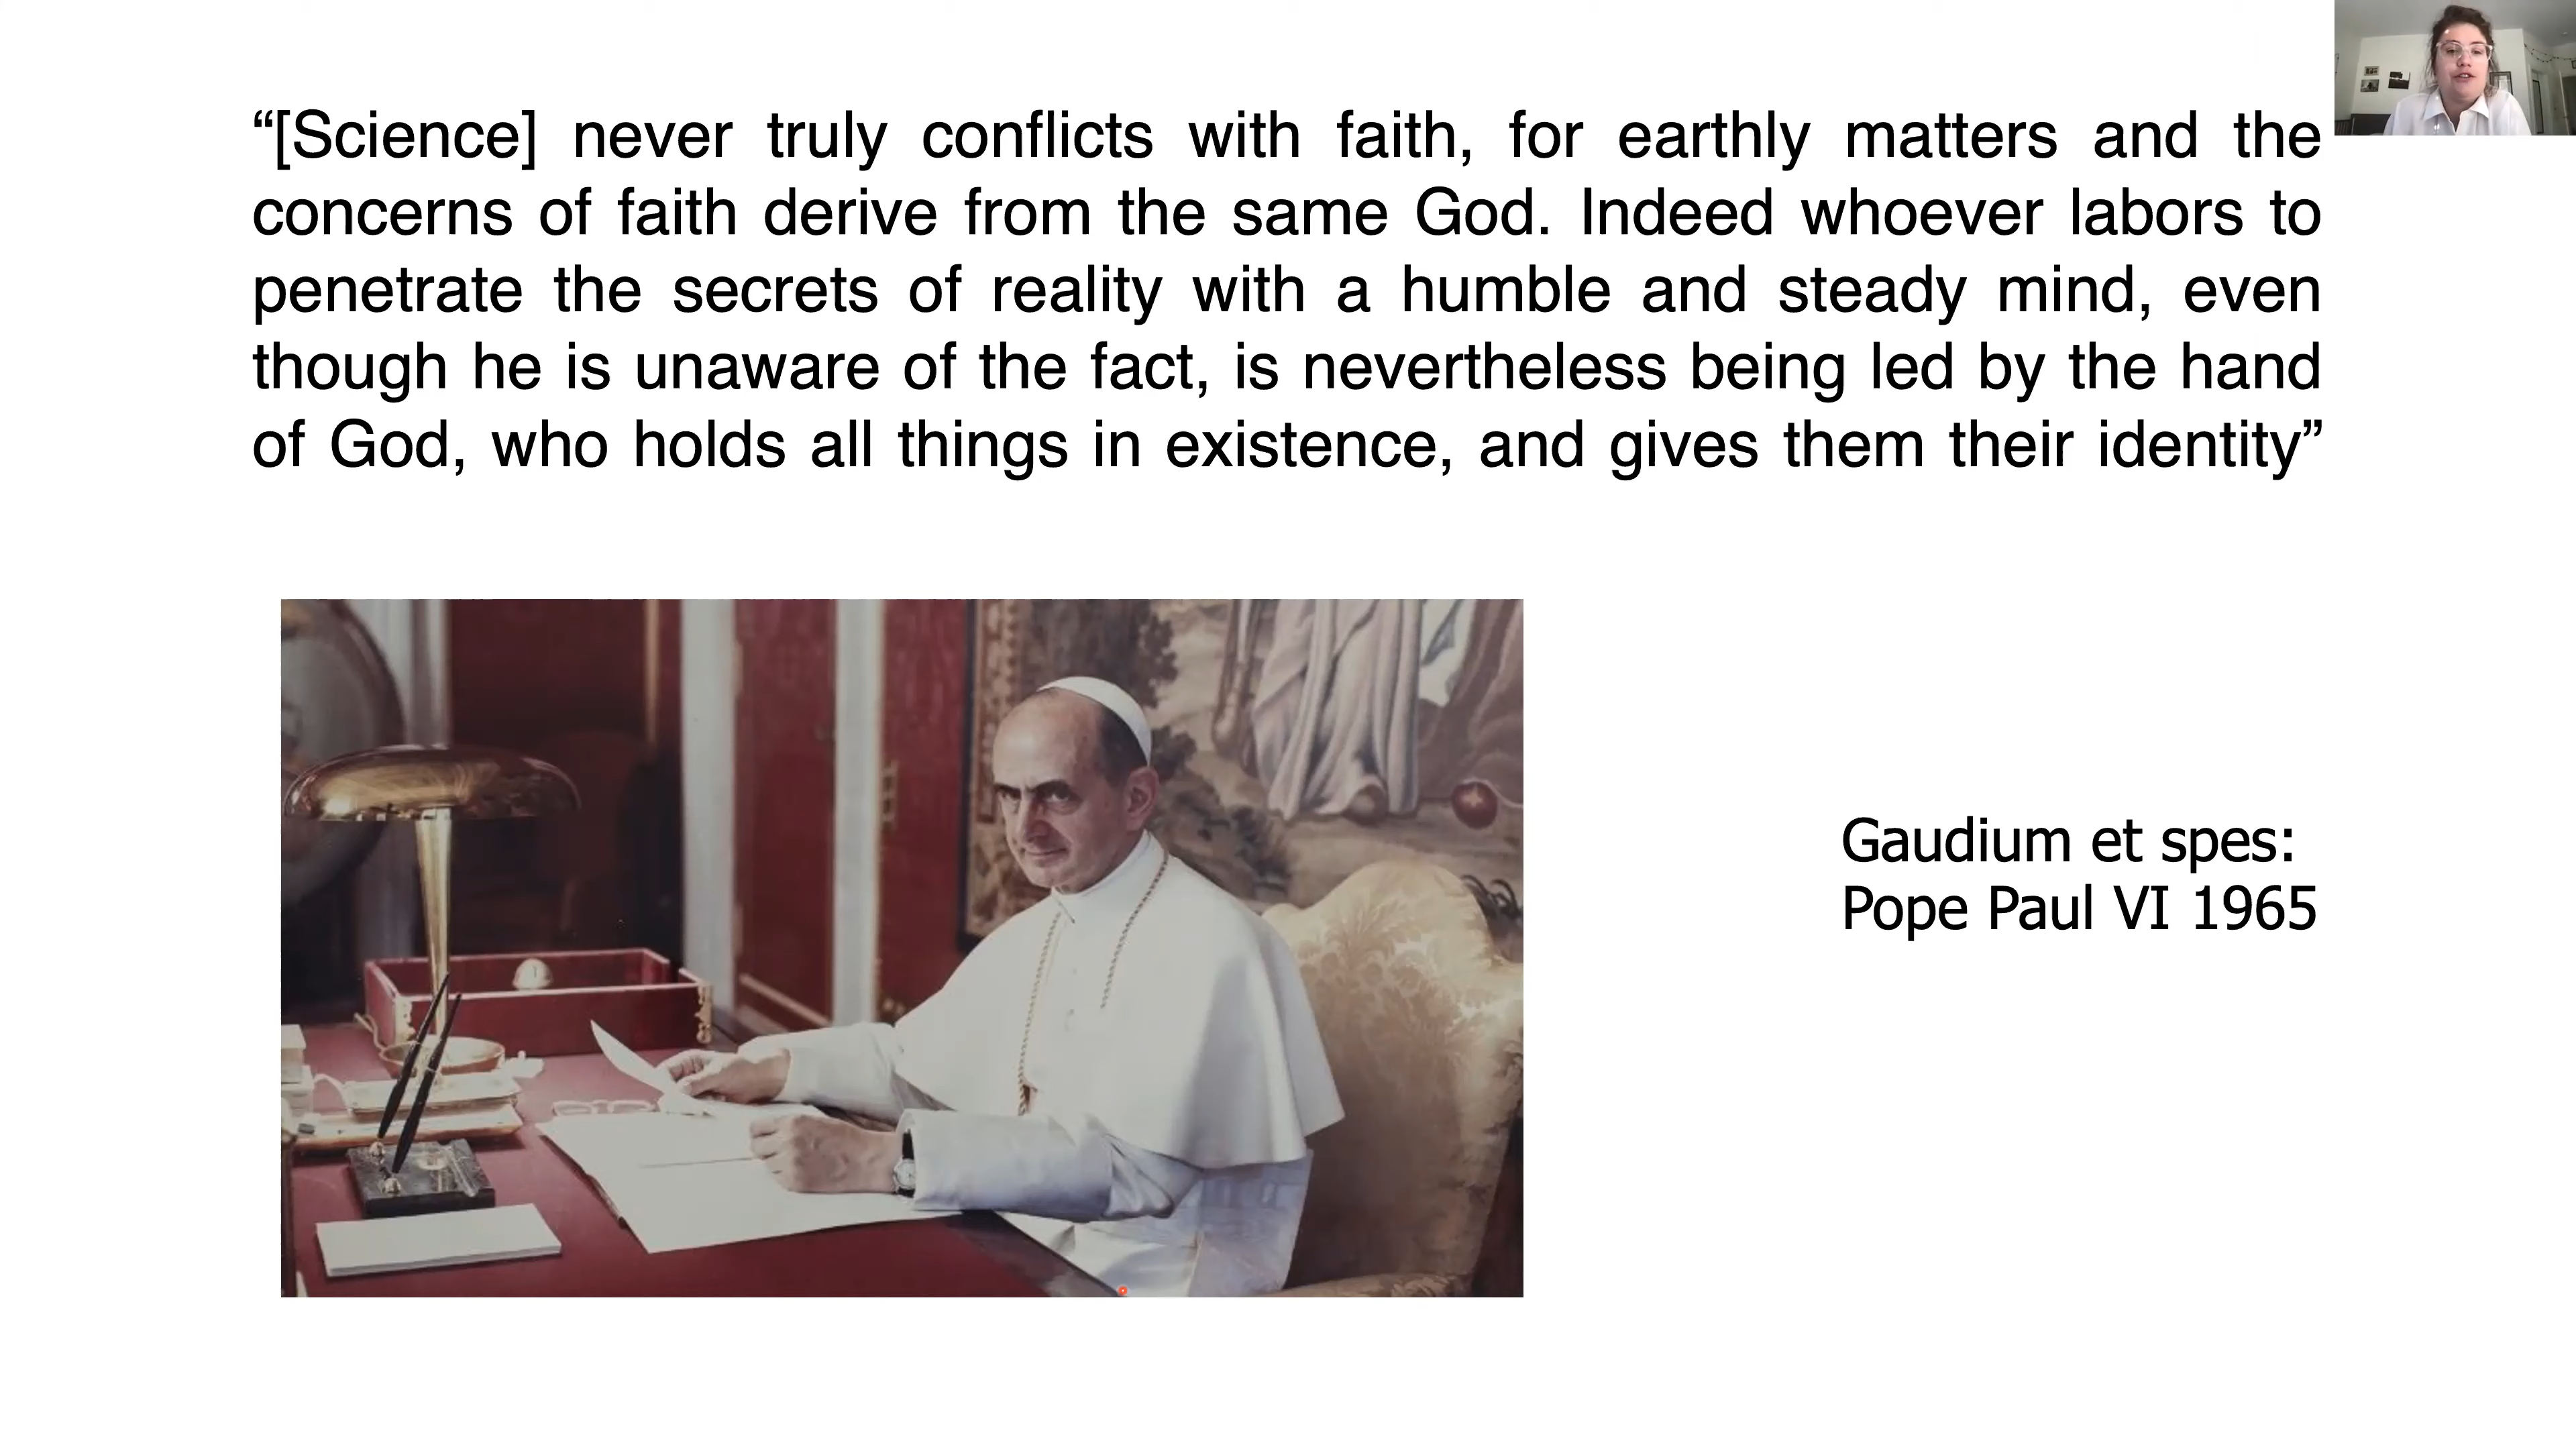 “[Science] never truly conflicts with faith, for earthly matters and the
concerns of faith derive from the same God. Indeed whoever labors to
penetrate the secrets of reality with a humble and steady mind, even
though he is unaware of the fact, is nevertheless being led by the hand
of God, who holds all things in existence, and gives them their identity”
Gaudium et spes:
Pope Paul VI 1965